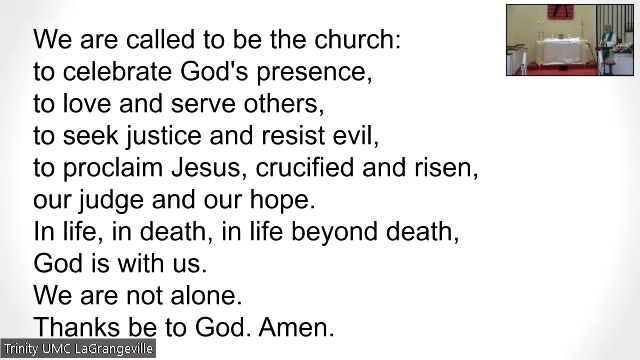 We are called to be the church:
to celebrate God's presence,
to love and serve others,
to seek justice and resist evil,
to proclaim Jesus, crucified and risen,
our judge and our hope.
In life, in death, in life beyond death,
God is with us.
We are not alone.
Thanks be to God. Amen.
Trinity UMC LaGrangeville